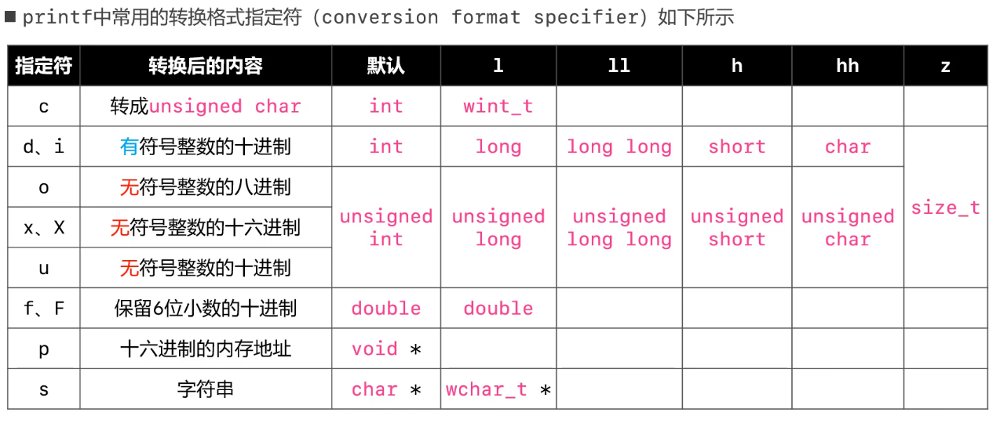 ■ printf中常用的转换格式指定符（conversion format specifier）如下所示
指定符 转换后的内容 默认 l ll h hh z
c 转成unsigned char int wint_t
d、i 有符号整数的十进制 int long long long short char size_t
o 无符号整数的八进制 unsigned int unsigned long unsigned long long unsigned short unsigned char
x、X 无符号整数的十六进制
u 无符号整数的十进制
f、F 保留6位小数的十进制 double double
p 十六进制的内存地址 void *
s 字符串 char * wchar_t *